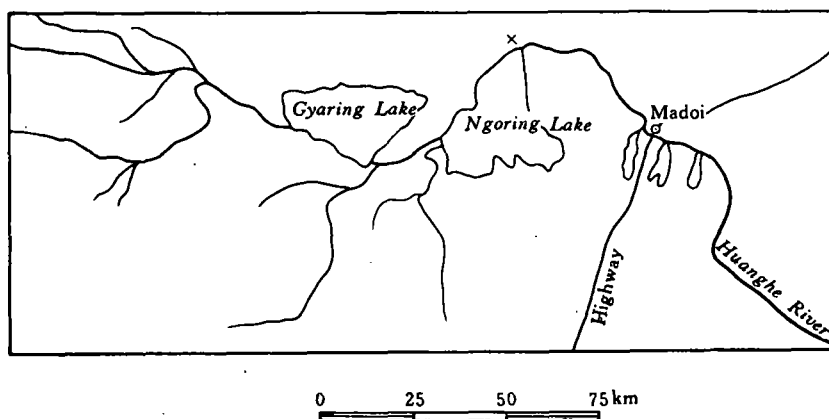 ×
Gyaring Lake
Ngoring Lake
Madoi
Highway
Huanghe River
0 25 50 75 km